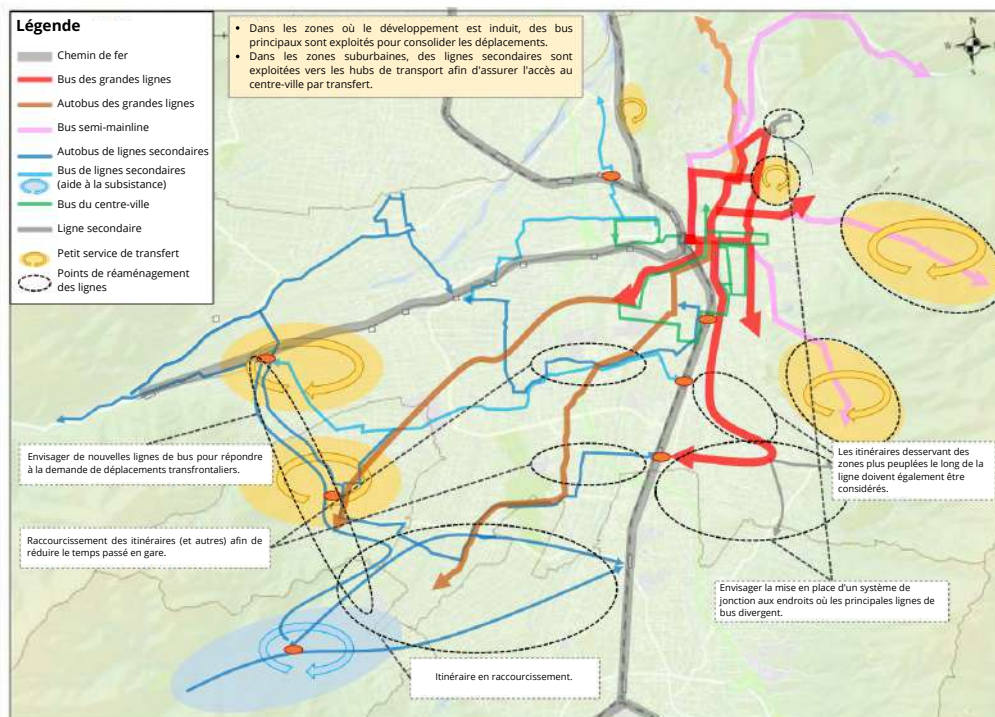 Légende
Chemin de fer
Bus des grandes lignes
Autobus des grandes lignes
Bus semi-mainline
Autobus de lignes secondaires
Bus de lignes secondaires
(aide à la subsistance)
Bus du centre-ville
Ligne secondaire
Petit service de transfert
Points de réaménagement
des lignes
• Dans les zones où le développement est induit, des bus
principaux sont exploités pour consolider les déplacements.
• Dans les zones suburbaines, des lignes secondaires sont
exploitées vers les hubs de transport afin d'assurer l'accès au
centre-ville par transfert.
N
W
Envisager de nouvelles lignes de bus pour répondre
à la demande de déplacements transfrontaliers.
Les itinéraires desservant des
zones plus peuplées le long de la
ligne doivent également être
considérés.
Raccourcissement des itinéraires (et autres) afin de
réduire le temps passé en gare.
Envisager la mise en place d'un système de
jonction aux endroits où les principales lignes de
bus divergent.
Itinéraire en raccourcissement.